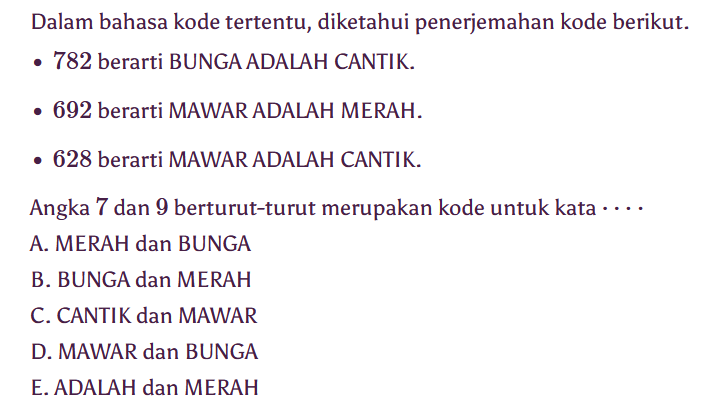 Dalam bahasa kode tertentu, diketahui penerjemahan kode berikut.
• 782 berarti BUNGA ADALAH CANTIK.
• 692 berarti MAWAR ADALAH MERAH.
• 628 berarti MAWAR ADALAH CANTIK.
Angka 7 dan 9 berturut-turut merupakan kode untuk kata ....
A. MERAH dan BUNGA
B. BUNGA dan MERAH
C. CANTIK dan MAWAR
D. MAWAR dan BUNGA
E. ADALAH dan MERAH